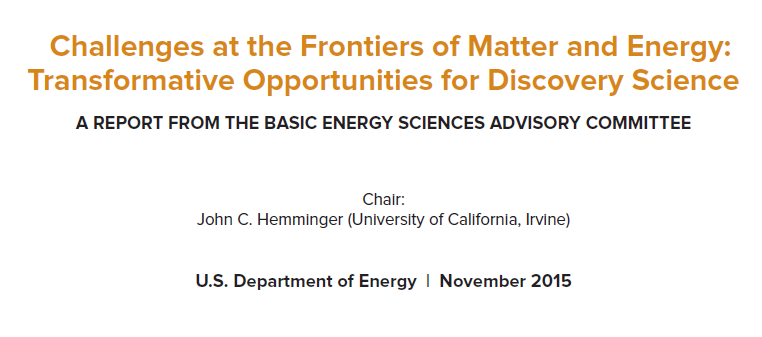 Challenges at the Frontiers of Matter and Energy:
Transformative Opportunities for Discovery Science
A REPORT FROM THE BASIC ENERGY SCIENCES ADVISORY COMMITTEE
Chair:
John C. Hemminger (University of California, Irvine)
U.S. Department of Energy | November 2015